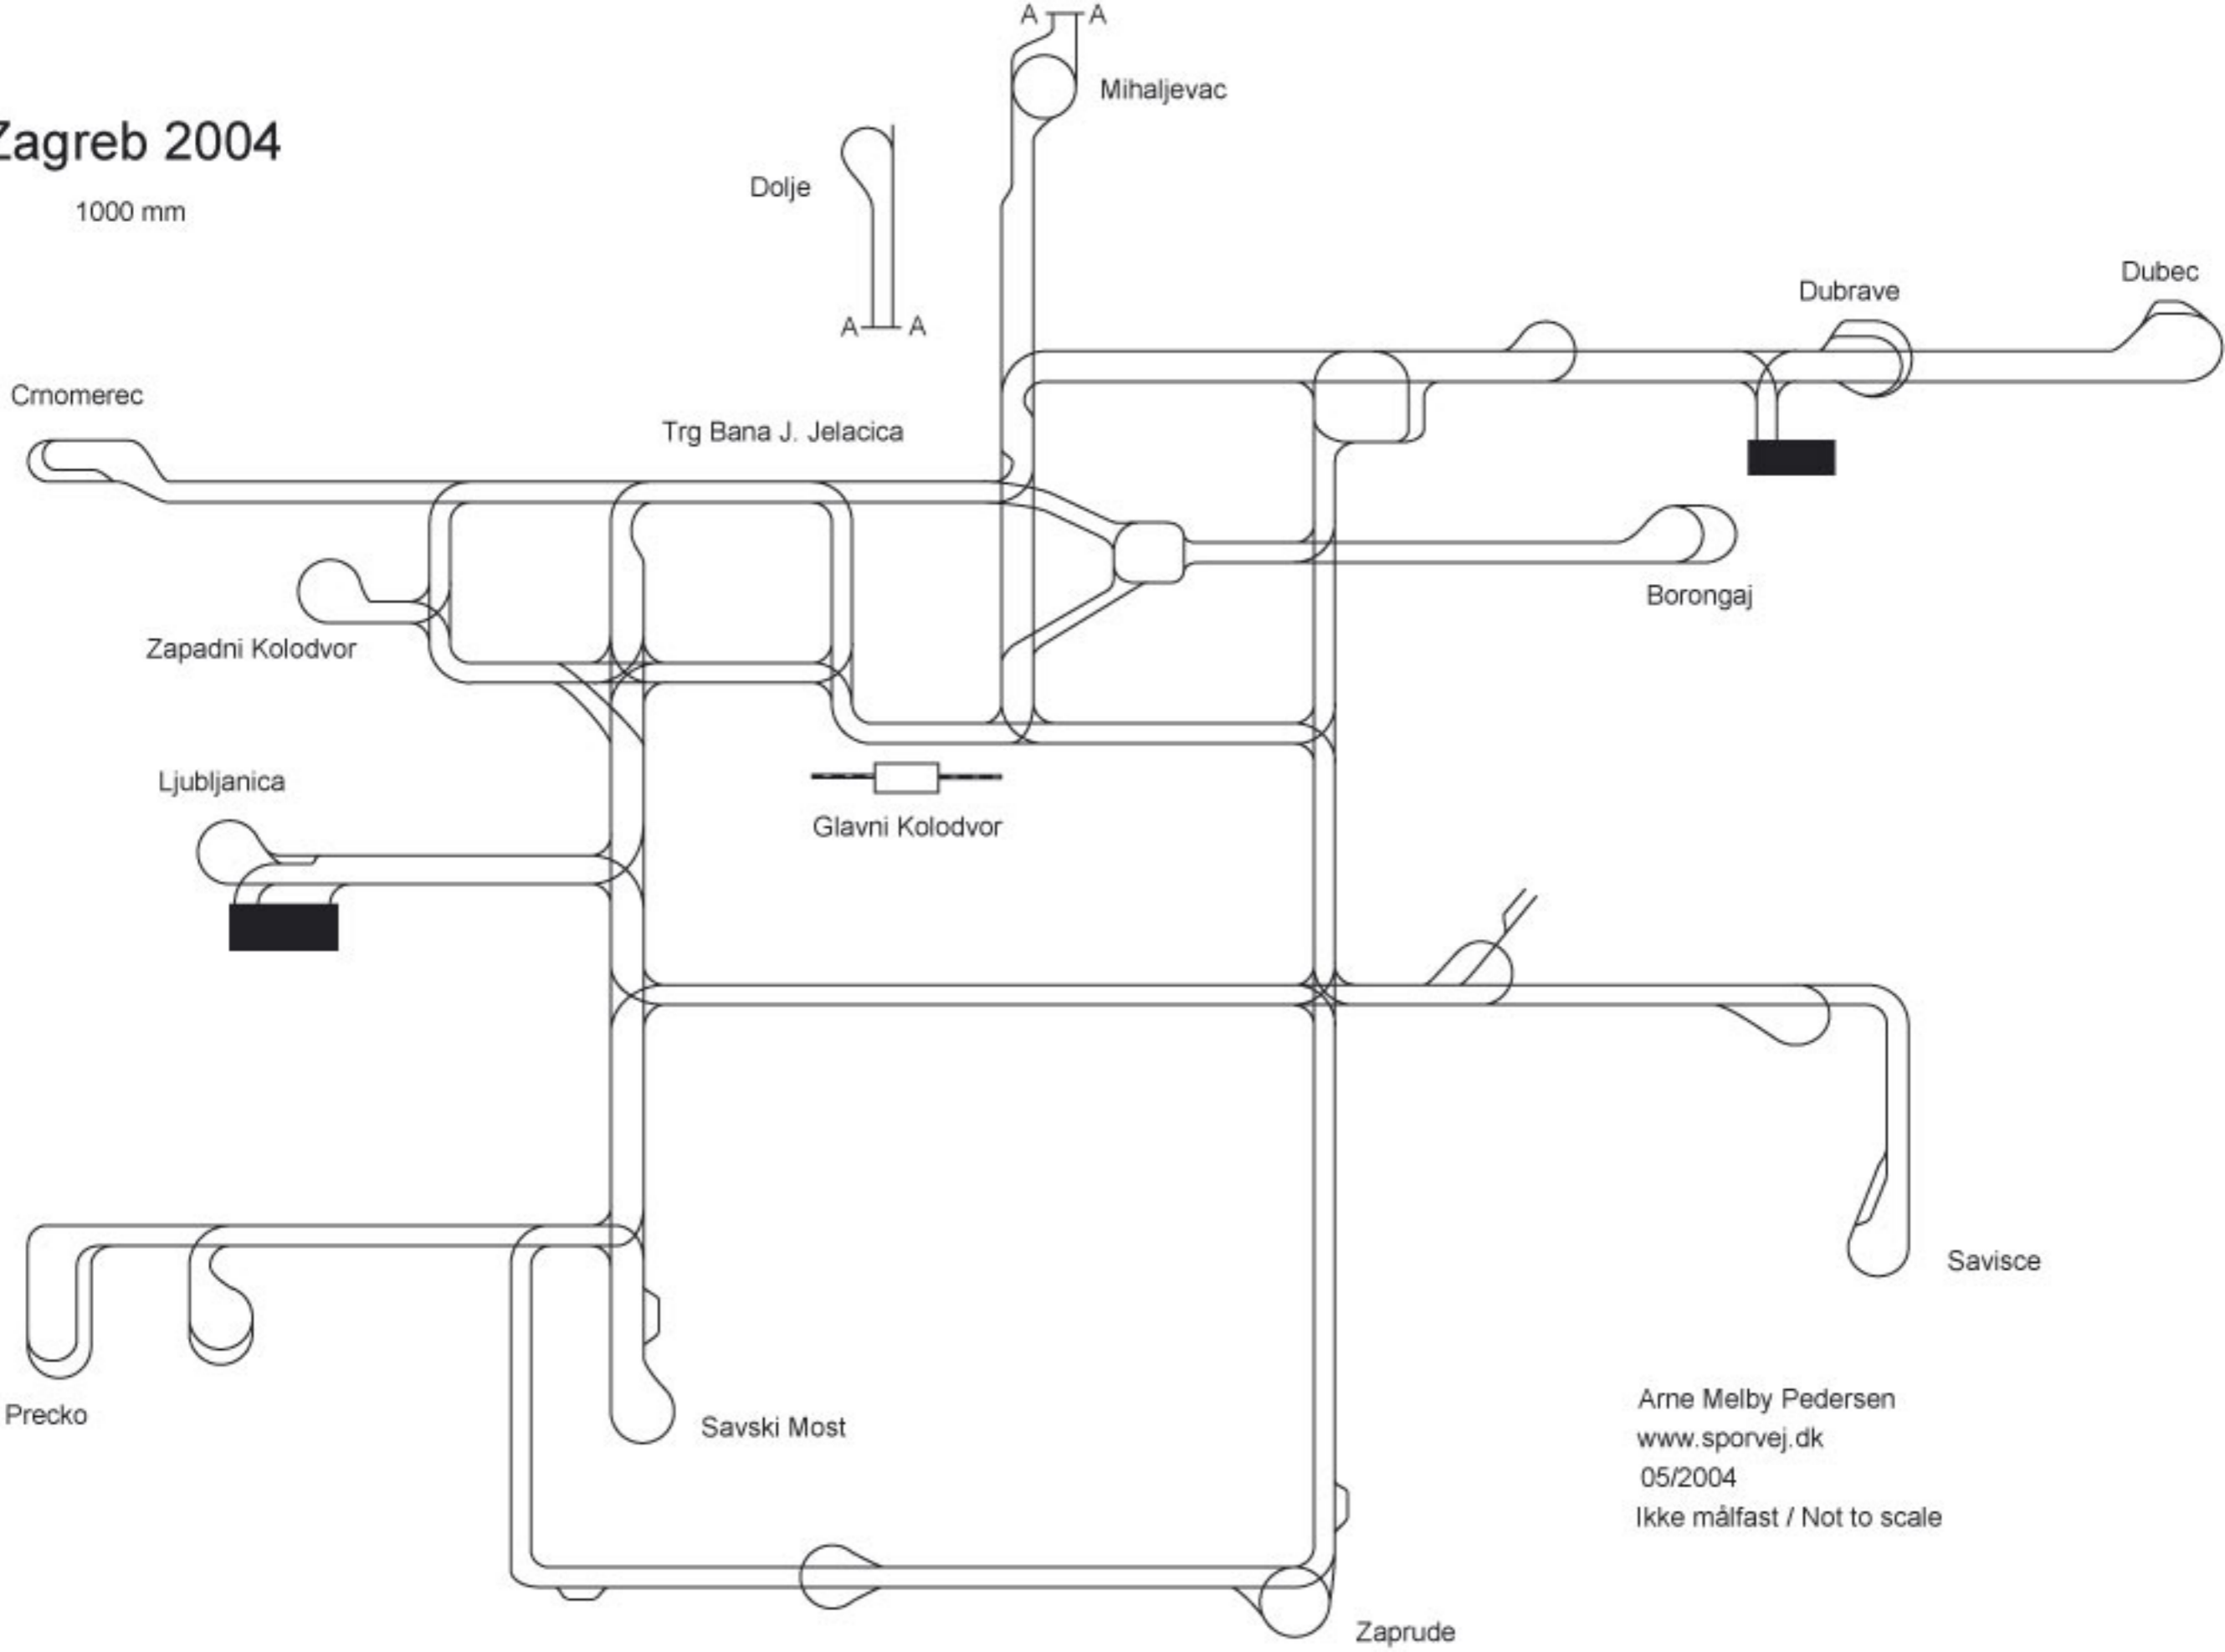 A A
Mihaljevac
Zagreb 2004
1000 mm
Dolje
A A
Dubec
Dubrave
Crnomerec
Trg Bana J. Jelacica
Borongaj
Zapadni Kolodvor
Ljubljanica
Glavni Kolodvor
Savisce
Precko
Savski Most
Arne Melby Pedersen
www.sporvej.dk
05/2004
Ikke målfast / Not to scale
Zaprude